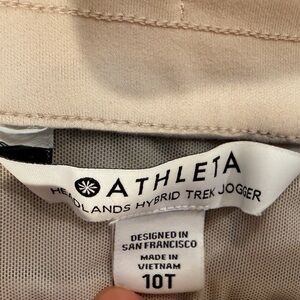 ATHLETA
HEADLANDS HYBRID TREK JOGGER
DESIGNED IN
SAN FRANCISCO
MADE IN
VIETNAM
10T